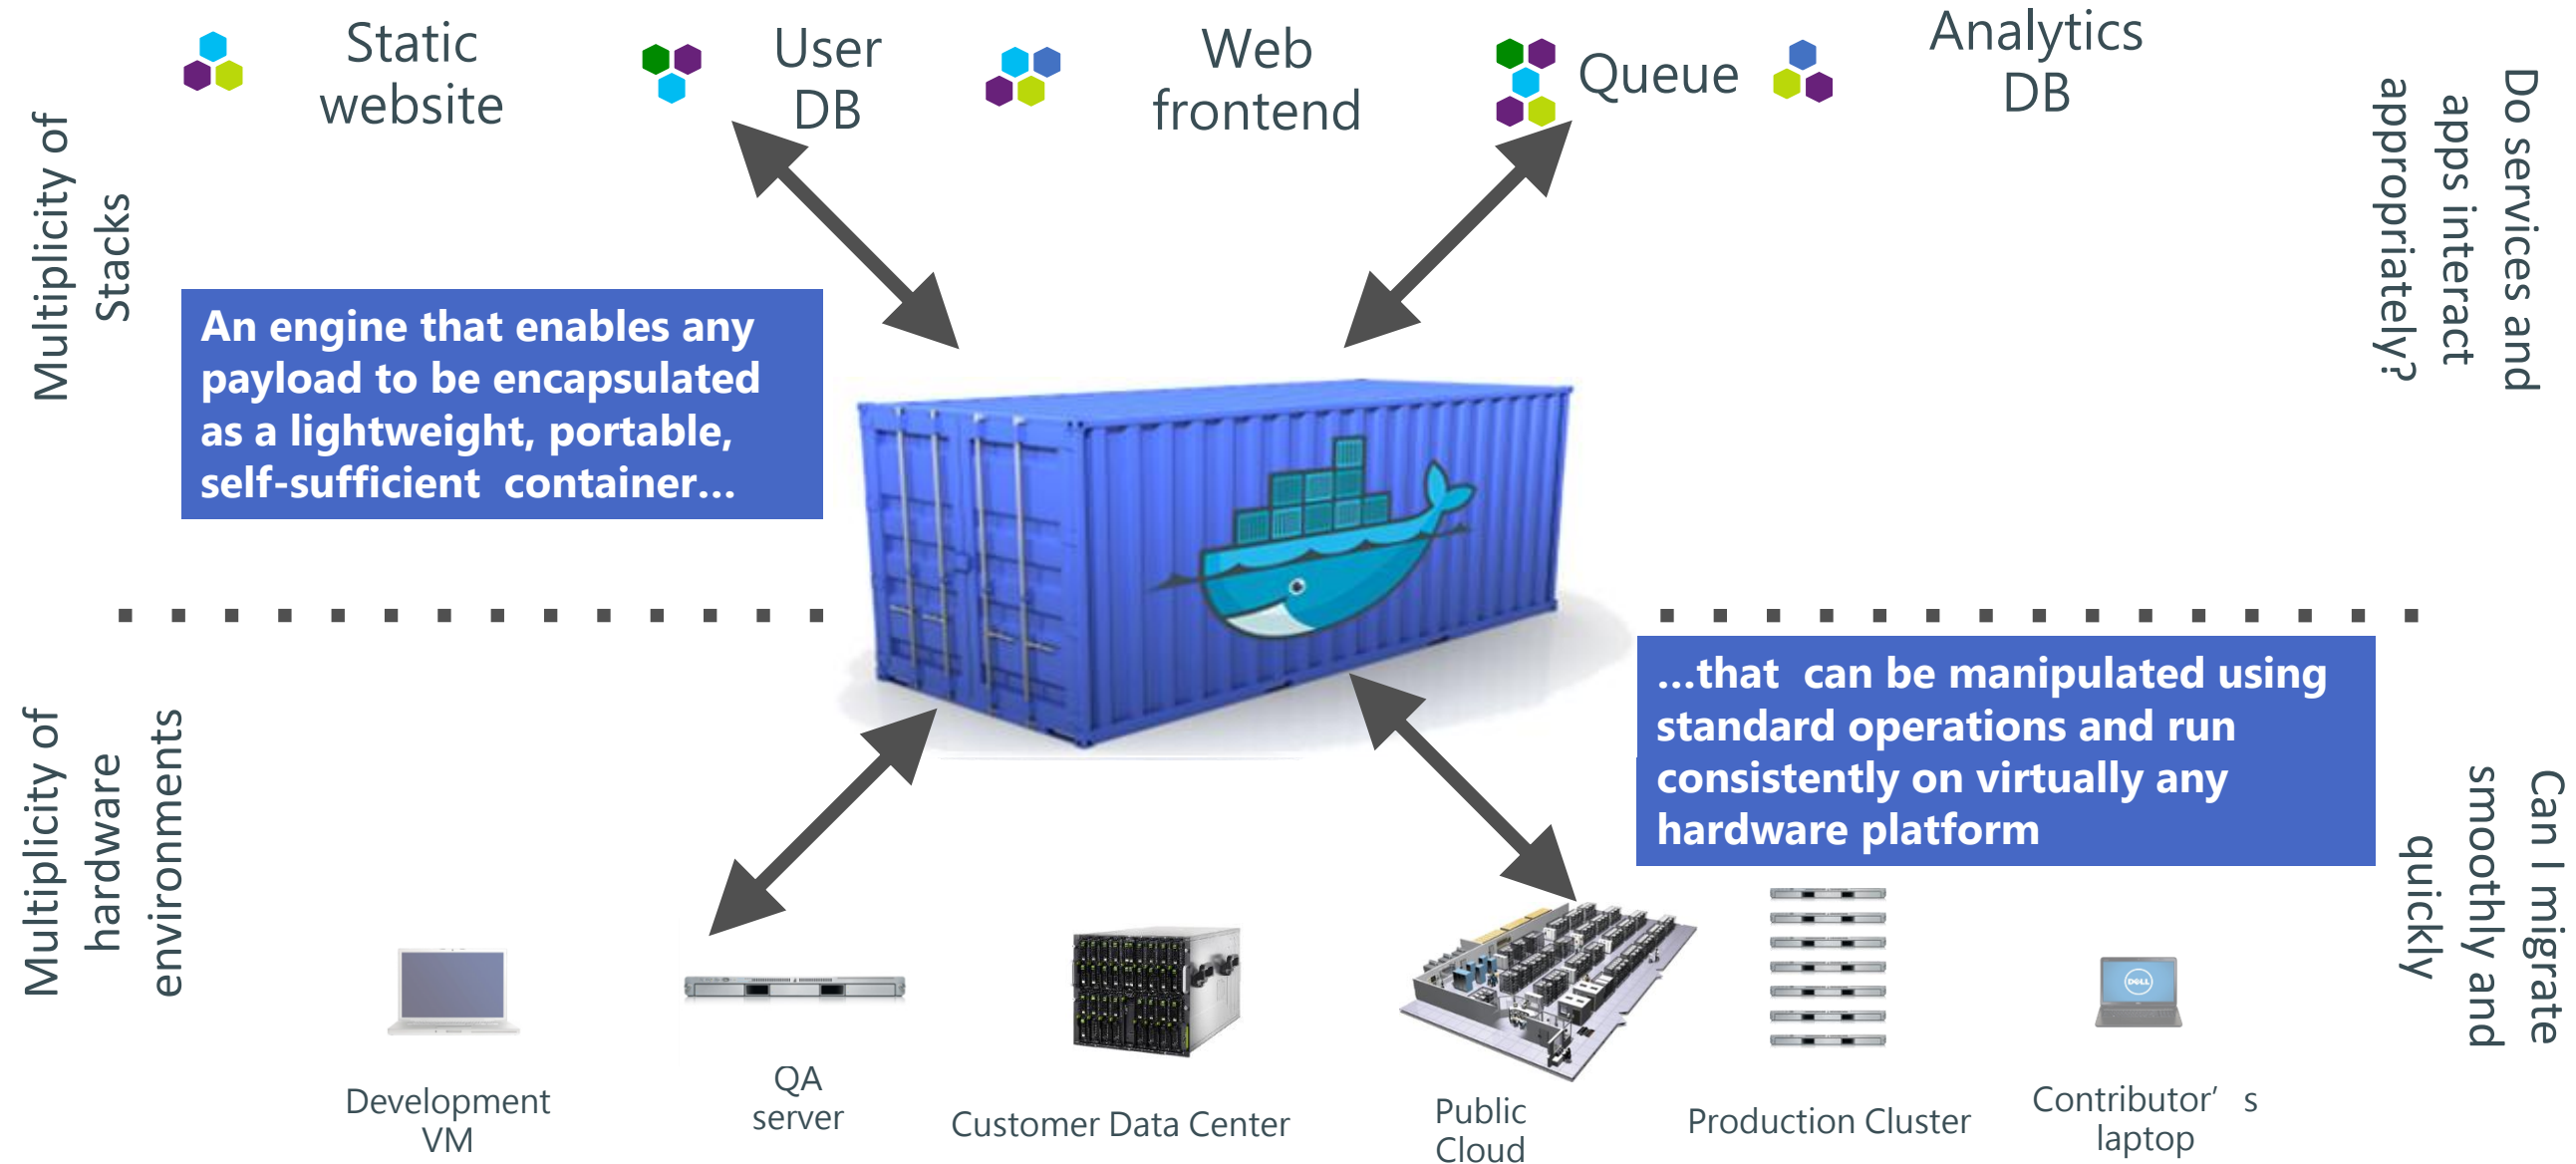 Static
website
User
DB
Web
frontend
Queue
Analytics
DB
Multiplicity of
Stacks
Do services and
apps interact
appropriately?
An engine that enables any
payload to be encapsulated
as a lightweight, portable,
self-sufficient container...
...that can be manipulated using
standard operations and run
consistently on virtually any
hardware platform
Multiplicity of
hardware
environments
Can I migrate
smoothly and
quickly
DELL
Development
VM
QA
server
Customer Data Center
Public
Cloud
Production Cluster
Contributor’ s
laptop